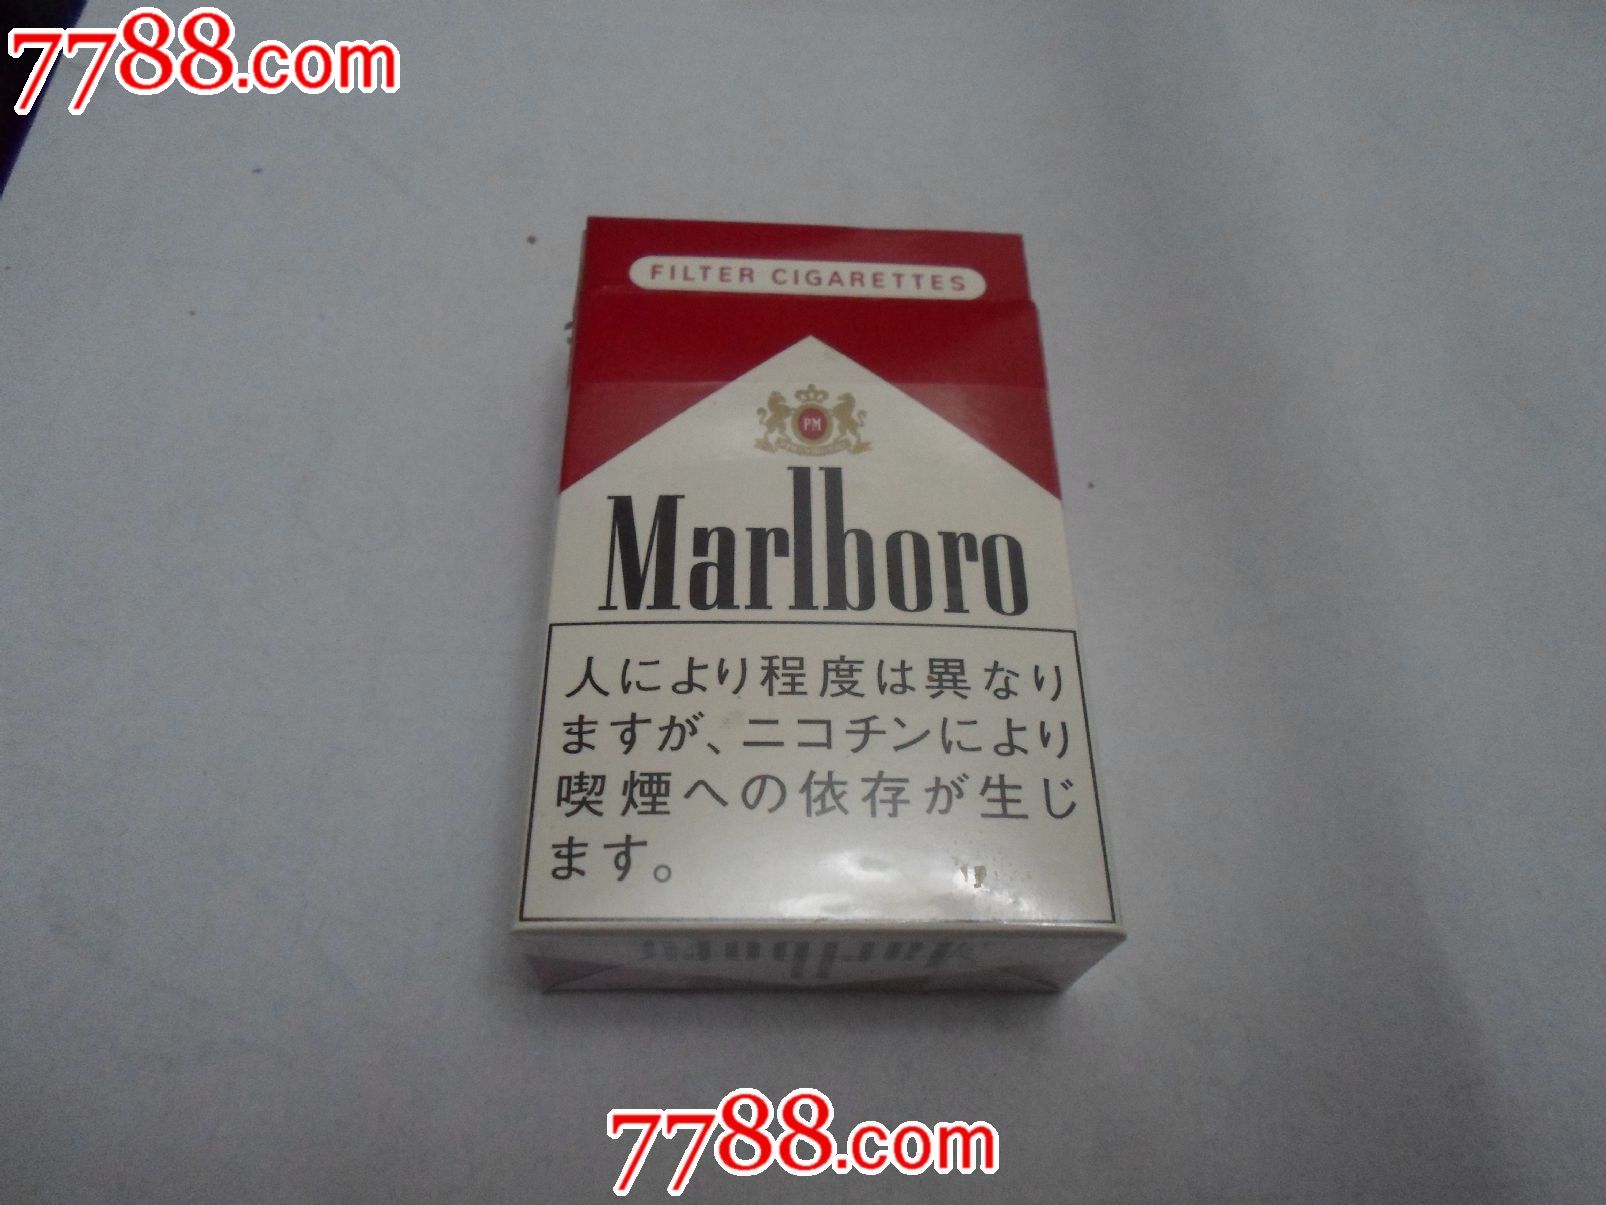 7788.com
FILTER CIGARETTES
PM
Marlboro
人により程度は異なり
ますが、ニコチンにより
喫煙への依存が生じ
ます。
Marlboro
7788.com